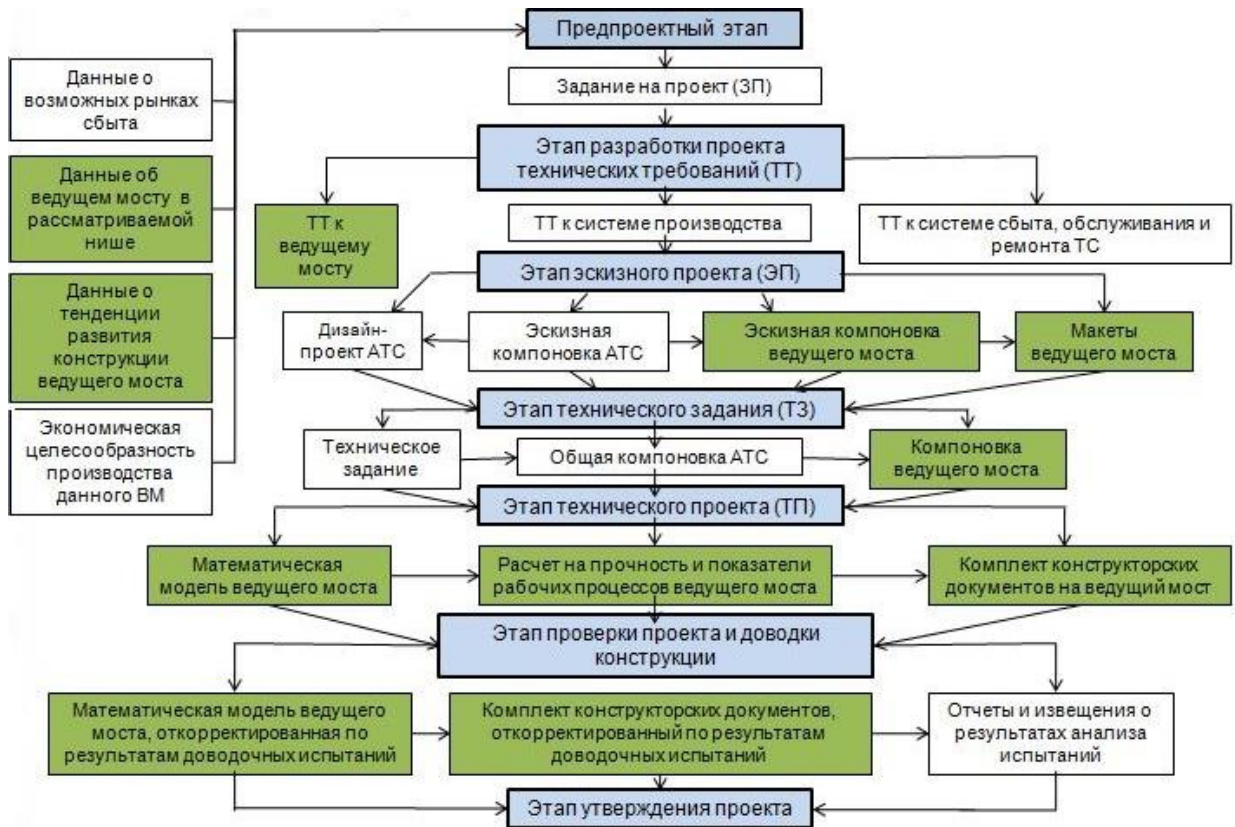 Предпроектный этап
Данные о
возможных рынках
сбыта
Задание на проект (ЗП)
Этап разработки проекта
технических требований (ТТ)
Данные об
ведущем мосту в
рассматриваемой
нише
ТТ к
ведущему
мосту
ТТ к системе производства
ТТ к системе сбыта, обслуживания и
ремонта ТС
Этап эскизного проекта (ЭП)
Данные о
тенденции
развития
конструкции
ведущего моста
Дизайн-
проект АТС
Эскизная
компоновка АТС
Эскизная компоновка
ведущего моста
Макеты
ведущего моста
Этап технического задания (ТЗ)
Экономическая
целесообразность
производства
данного ВМ
Техническое
задание
Общая компоновка АТС
Компоновка
ведущего моста
Этап технического проекта (ТП)
Математическая
модель ведущего моста
Расчет на прочность и показатели
рабочих процессов ведущего моста
Комплект конструкторских
документов на ведущий мост
Этап проверки проекта и доводки
конструкции
Математическая модель ведущего
моста, откорректированная по
результатам доводочных испытаний
Комплект конструкторских документов,
откорректированный по результатам
доводочных испытаний
Отчеты и извещения о
результатах анализа
испытаний
Этап утверждения проекта